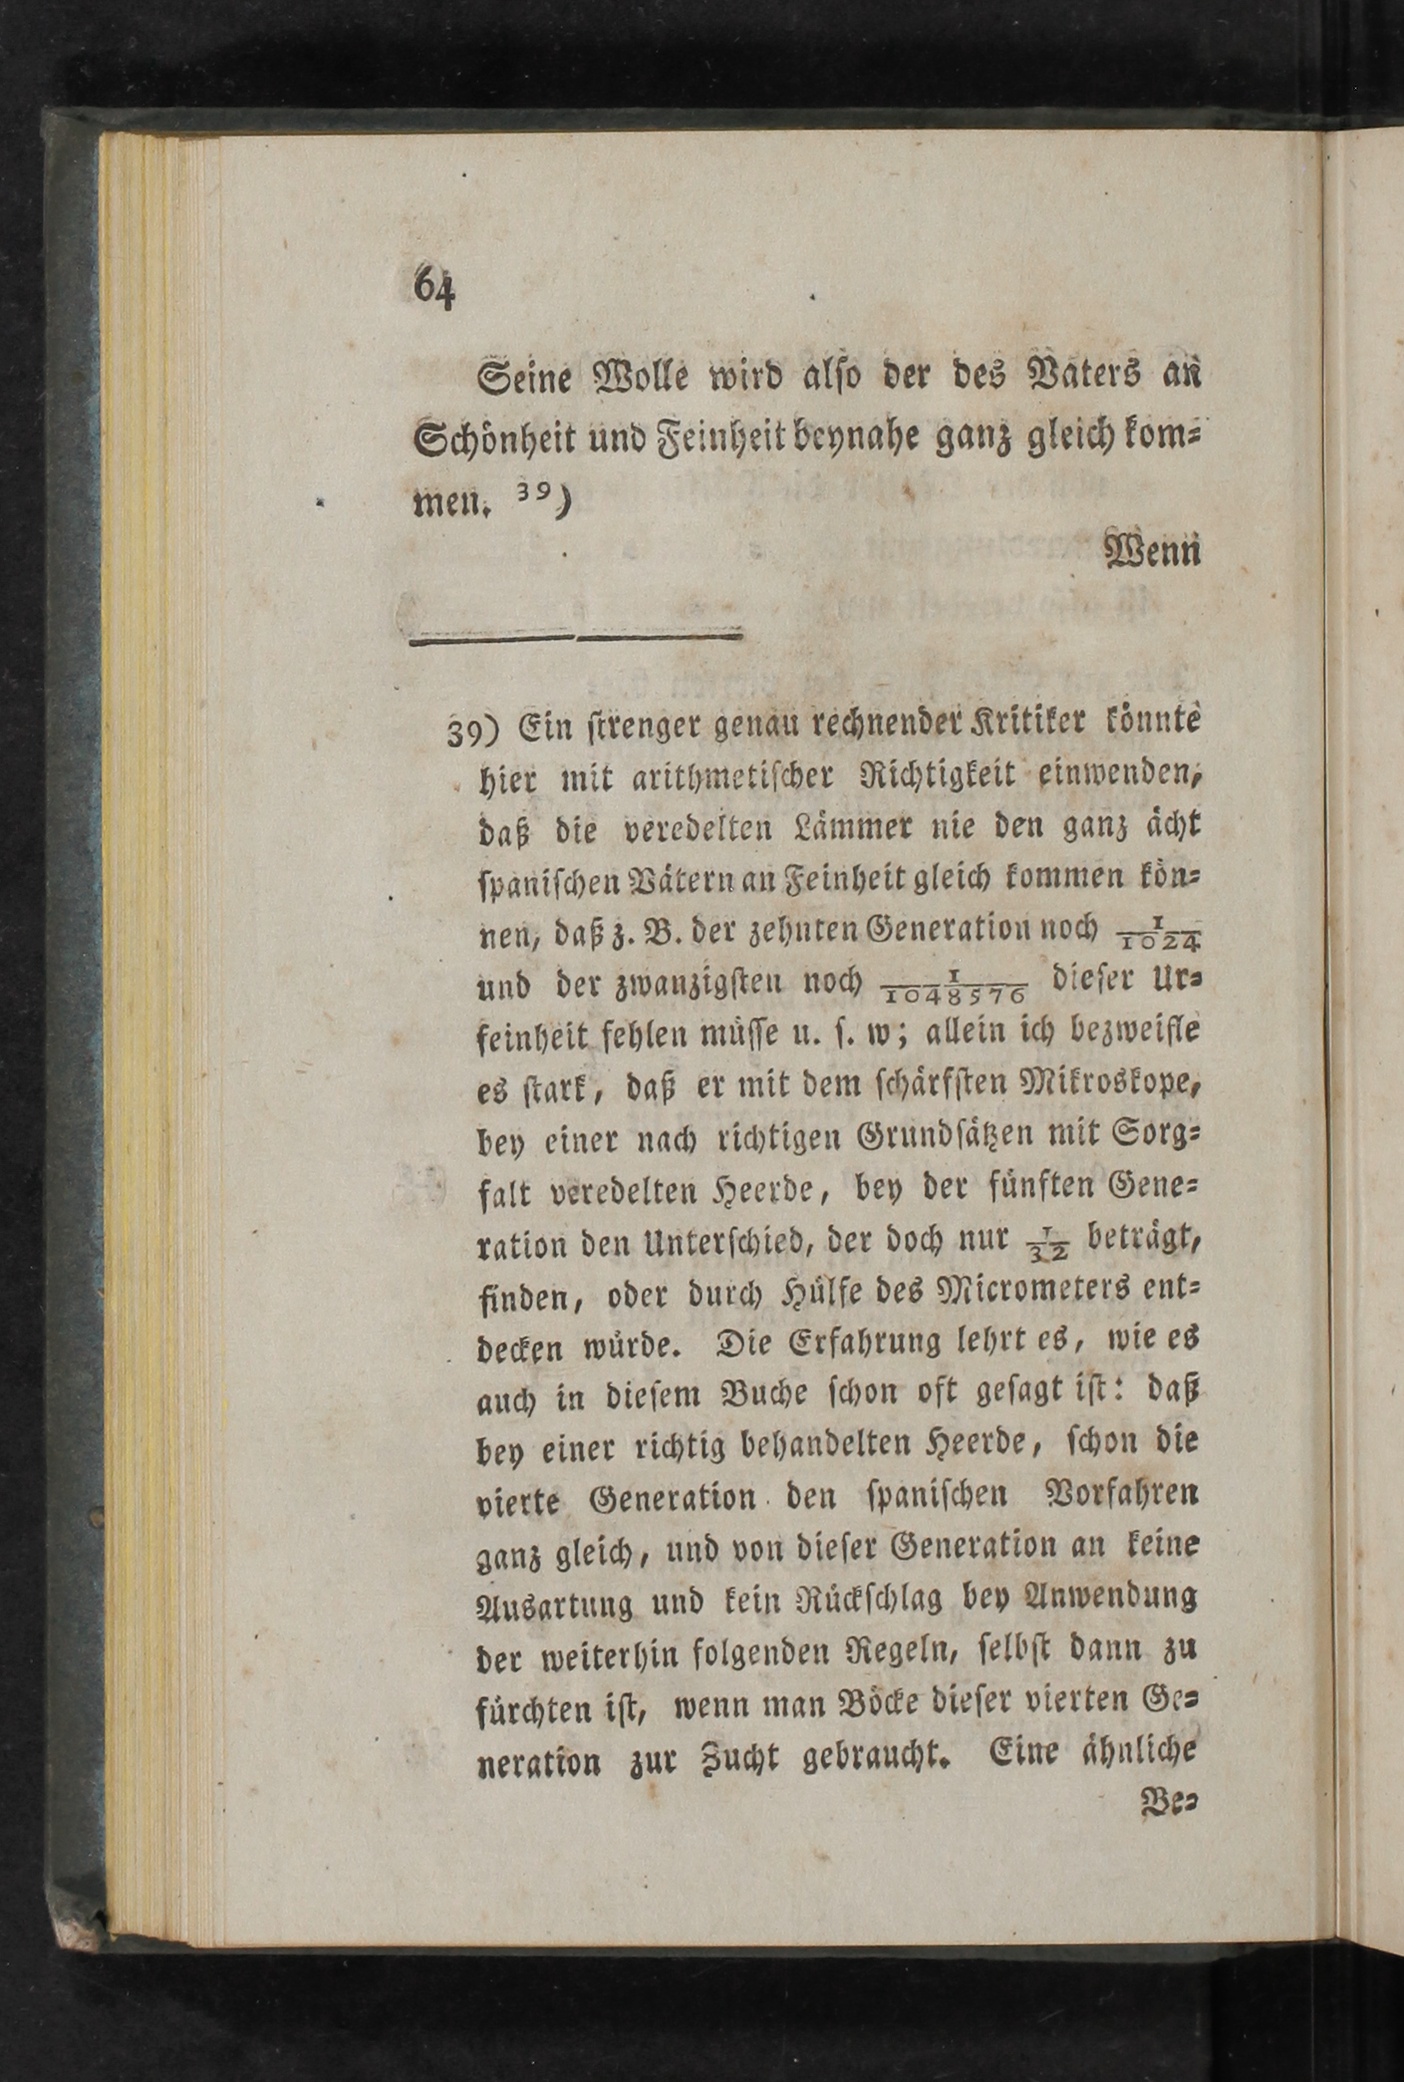 64
Seine Wolle wird also der des Vaters an
Schönheit und Feinheit beynahe ganz gleich kom⸗
men. ³⁹)
Wenn
39) Ein strenger genau rechnender Kritiker könnte
hier mit arithmetischer Richtigkeit einwenden,
daß die veredelten Lämmer nie den ganz ächt
spanischen Vätern an Feinheit gleich kommen kön⸗
nen, daß z. B. der zehnten Generation noch 1/1024
und der zwanzigsten noch 1/1048576 dieser Ur⸗
feinheit fehlen müsse u. s. w; allein ich bezweifle
es stark, daß er mit dem schärfsten Mikroskope,
bey einer nach richtigen Grundsätzen mit Sorg⸗
falt veredelten Heerde, bey der fünften Gene⸗
ration den Unterschied, der doch nur 1/32 beträgt,
finden, oder durch Hülfe des Micrometers ent⸗
decken würde. Die Erfahrung lehrt es, wie es
auch in diesem Buche schon oft gesagt ist: daß
bey einer richtig behandelten Heerde, schon die
vierte Generation den spanischen Vorfahren
ganz gleich, und von dieser Generation an keine
Ausartung und kein Rückschlag bey Anwendung
der weiterhin folgenden Regeln, selbst dann zu
fürchten ist, wenn man Böcke dieser vierten Ge⸗
neration zur Zucht gebraucht. Eine ähnliche
Be⸗